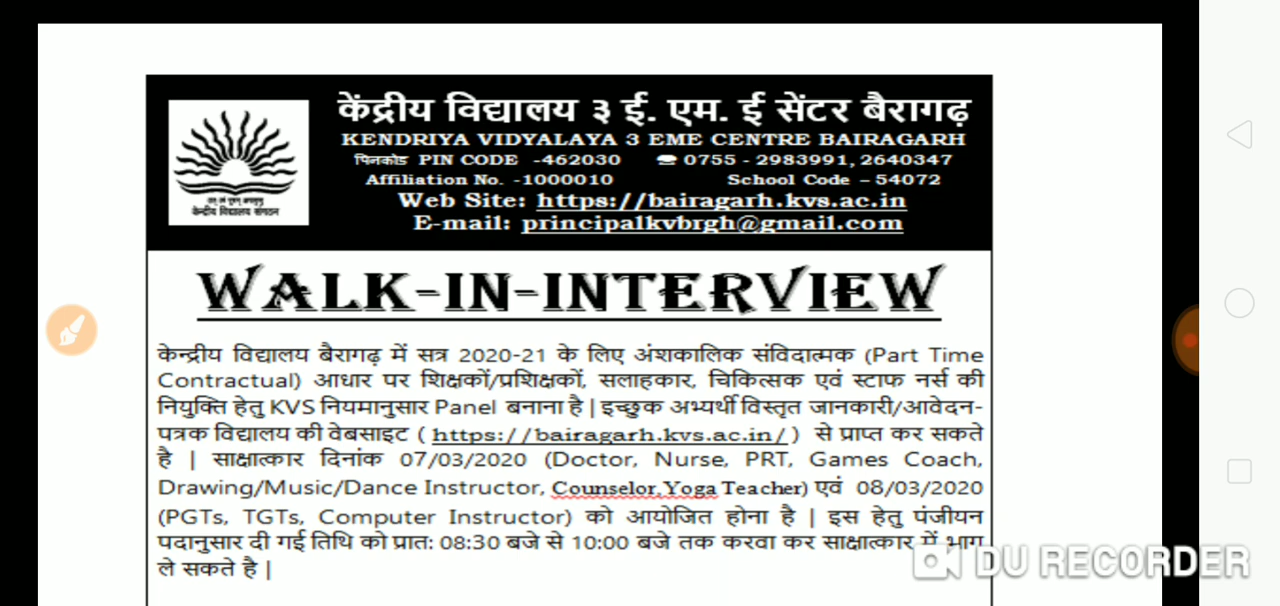 केंद्रीय विद्यालय ३ ई. एम. ई सेंटर बैरागढ़
KENDRIYA VIDYALAYA 3 EME CENTRE BAIRAGARH
पिनकोड PIN CODE -462030 ☎ 0755 - 2983991, 2640347
Affiliation No. -1000010 School Code – 54072
Web Site: https://bairagarh.kvs.ac.in
E-mail: principalkvbrgh@gmail.com
केन्द्रीय विद्यालय संगठन
WALK-IN-INTERVIEW
केन्द्रीय विद्यालय बैरागढ़ में सत्र 2020-21 के लिए अंशकालिक संविदात्मक (Part Time
Contractual) आधार पर शिक्षकों/प्रशिक्षकों, सलाहकार, चिकित्सक एवं स्टाफ नर्स की
नियुक्ति हेतु KVS नियमानुसार Panel बनाना है | इच्छुक अभ्यर्थी विस्तृत जानकारी/आवेदन-
पत्रक विद्यालय की वेबसाइट ( https://bairagarh.kvs.ac.in/ ) से प्राप्त कर सकते
है | साक्षात्कार दिनांक 07/03/2020 (Doctor, Nurse, PRT, Games Coach,
Drawing/Music/Dance Instructor, Counselor,Yoga Teacher) एवं 08/03/2020
(PGTs, TGTs, Computer Instructor) को आयोजित होना है | इस हेतु पंजीयन
पदानुसार दी गई तिथि को प्रात: 08:30 बजे से 10:00 बजे तक करवा कर साक्षात्कार में भाग
ले सकते है |
DU RECORDER